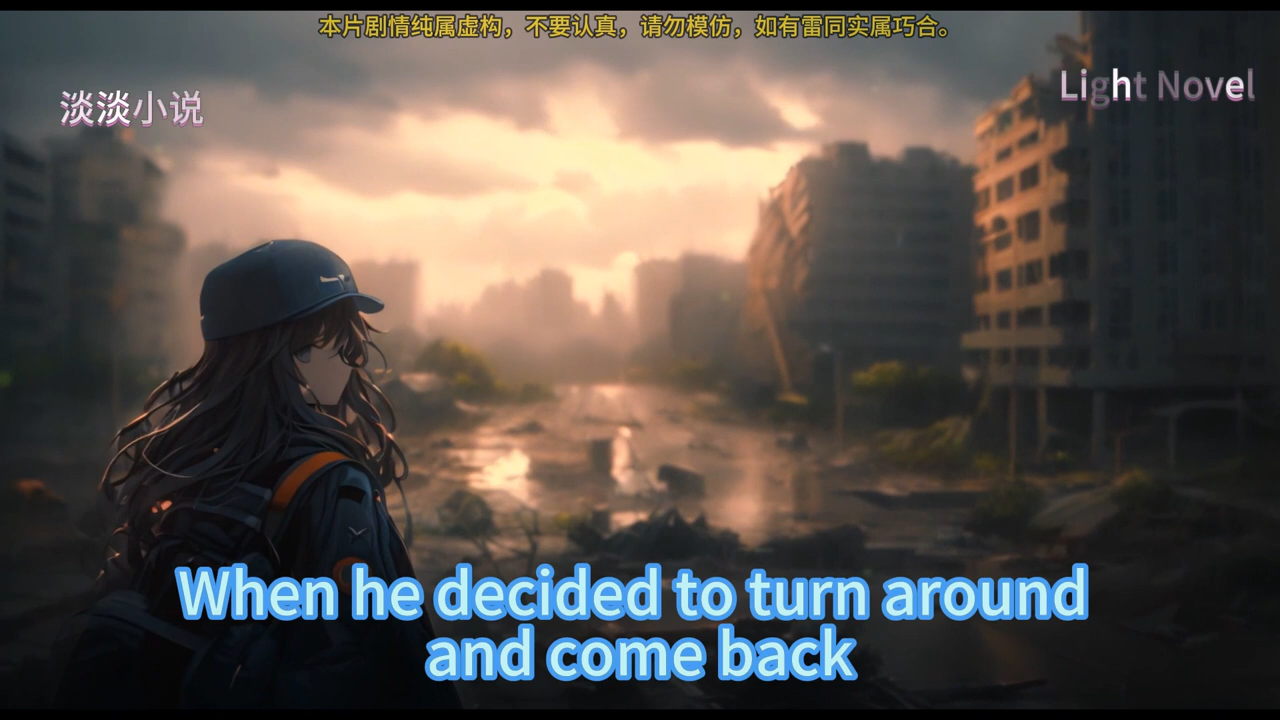 本片剧情纯属虚构，不要认真，请勿模仿，如有雷同实属巧合。
淡淡小说
Light Novel
When he decided to turn around
and come back